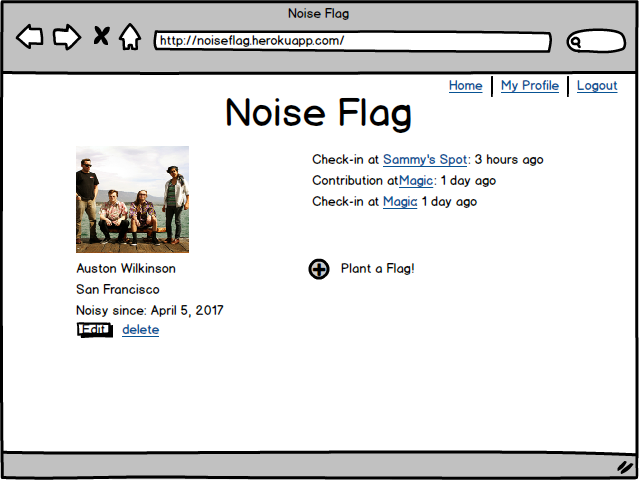 Noise Flag
http://noiseflag.herokuapp.com/
Home My Profile Logout
Noise Flag
Check-in at Sammy's Spot: 3 hours ago
Contribution atMagic: 1 day ago
Check-in at Magic: 1 day ago
Auston Wilkinson
San Francisco
Noisy since: April 5, 2017
Edit delete
Plant a Flag!